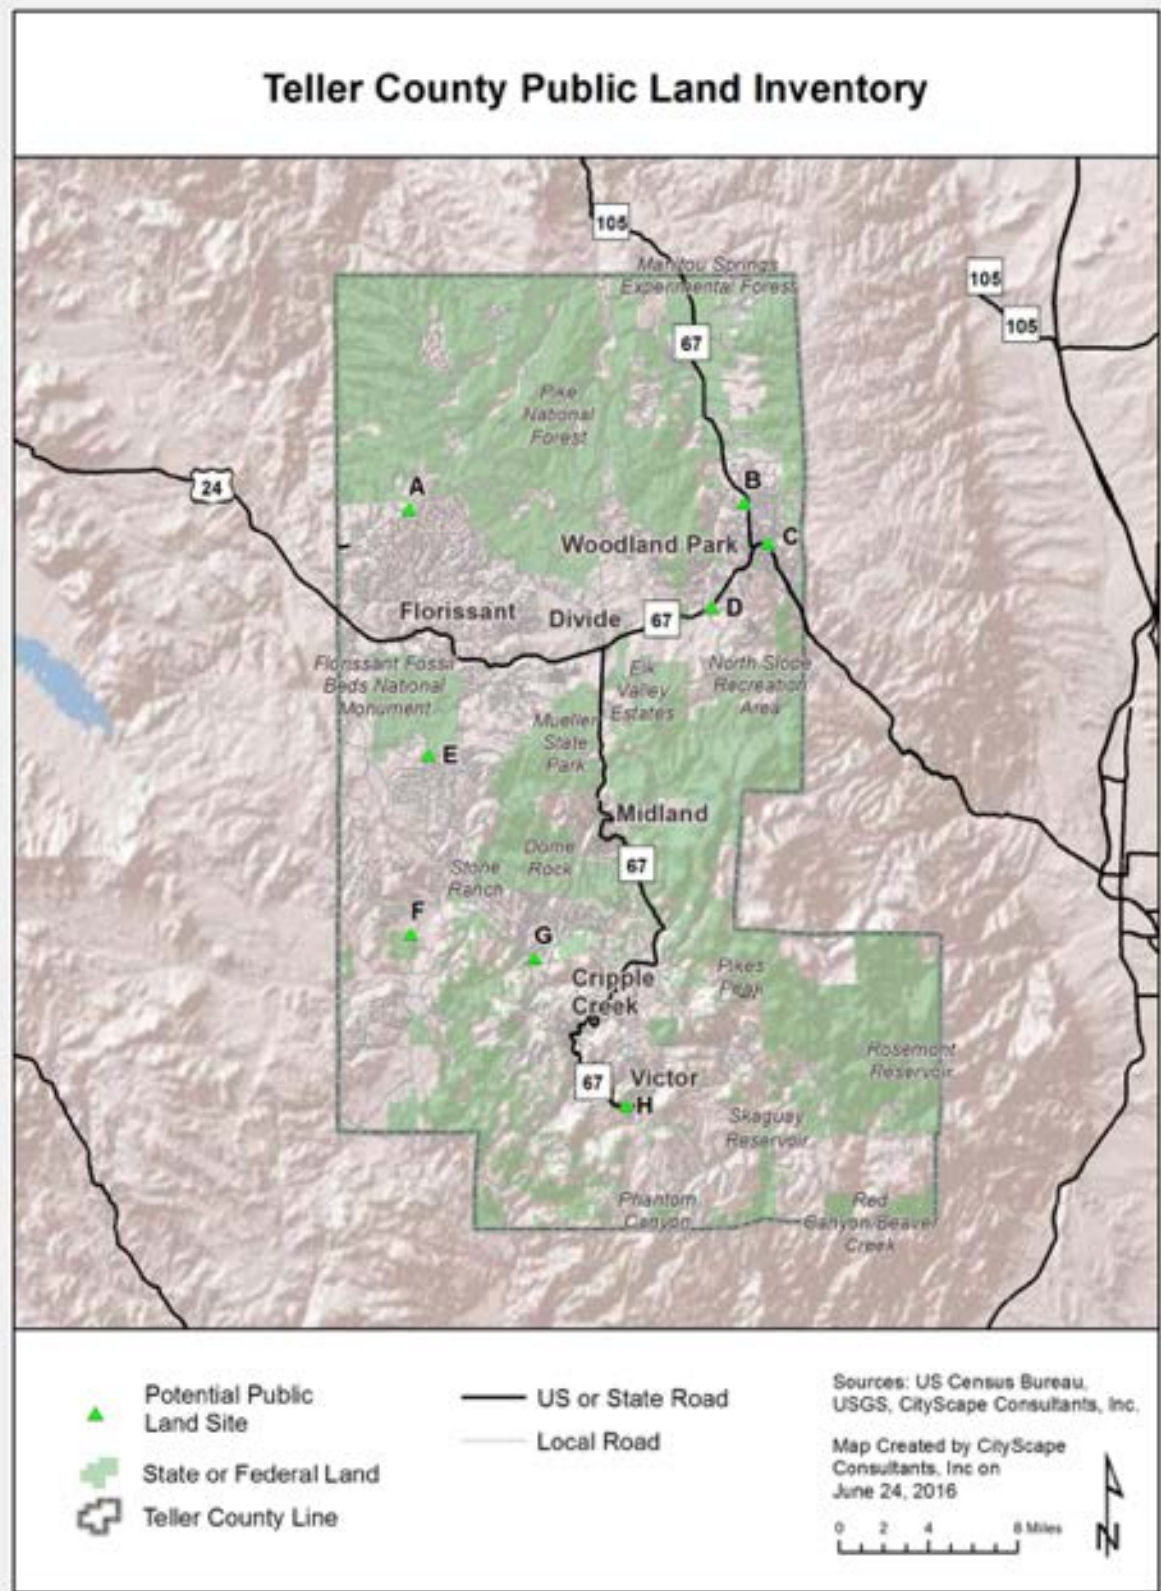 Teller County Public Land Inventory
105
Manitou Springs
Experimental Forest
105
105
67
Pike
National
Forest
24
A
B
Woodland Park
C
Florissant
Divide
67
D
Florissant Fossil
Beds National
Monument
Elk
Valley
Estates
North Slope
Recreation
Area
Mueller
State
Park
E
Midland
Dome
Rock
67
Stone
Ranch
F
G
Cripple
Creek
Pikes
Peak
Rosemont
Reservoir
67
Victor
H
Skaguay
Reservoir
Phantom
Canyon
Red
Canyon/Beaver
Creek
Potential Public
Land Site
State or Federal Land
Teller County Line
US or State Road
Local Road
Sources: US Census Bureau,
USGS, CityScape Consultants, Inc.
Map Created by CityScape
Consultants, Inc on
June 24, 2016
0 2 4 8 Miles
N